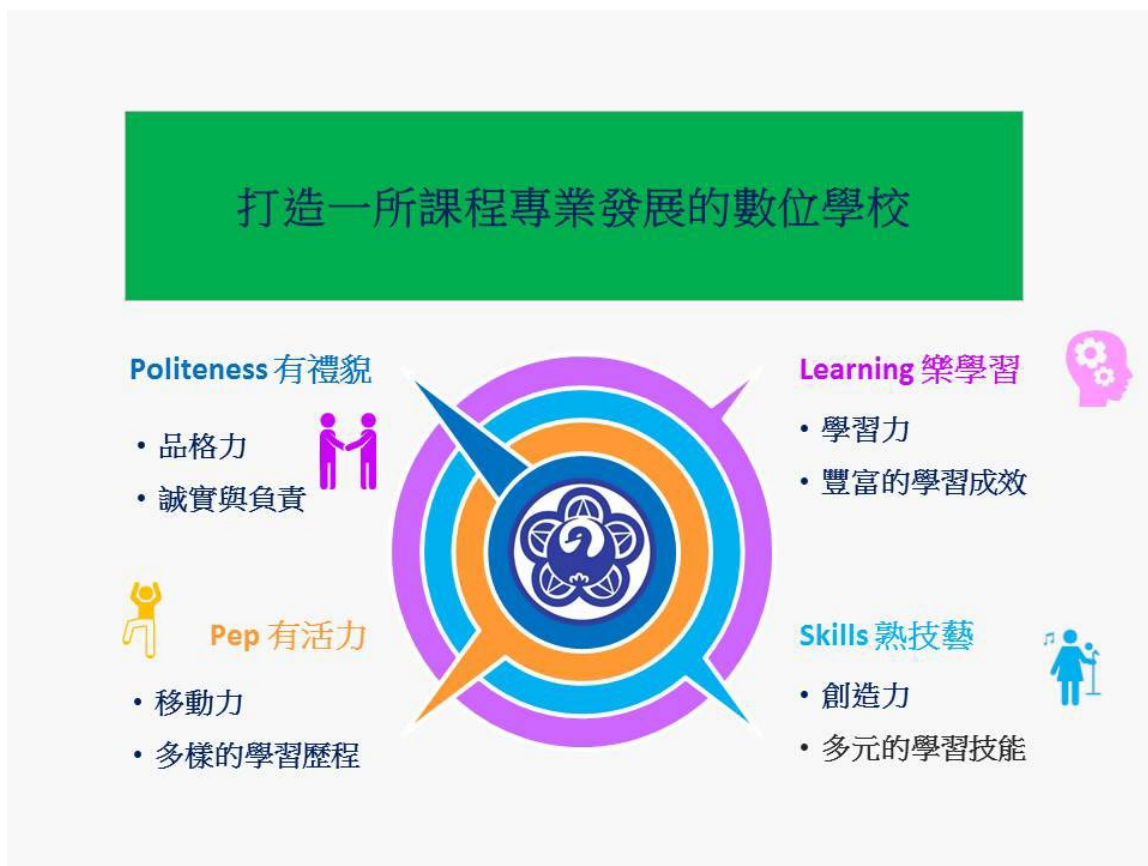 打造一所課程專業發展的數位學校
Politeness 有禮貌
• 品格力
• 誠實與負責
Learning 樂學習
• 學習力
• 豐富的學習成效
Pep 有活力
• 移動力
• 多樣的學習歷程
Skills 熟技藝
• 創造力
• 多元的學習技能